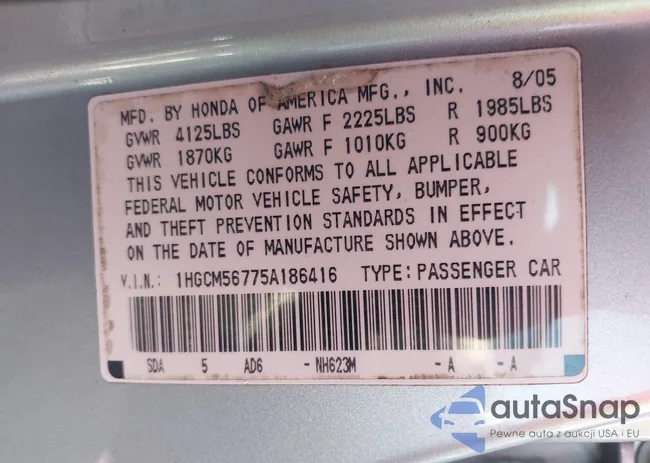 MFD. BY HONDA OF AMERICA MFG., INC. 8/05
GVWR 4125LBS GAWR F 2225LBS R 1985LBS
GVWR 1870KG GAWR F 1010KG R 900KG
THIS VEHICLE CONFORMS TO ALL APPLICABLE
FEDERAL MOTOR VEHICLE SAFETY, BUMPER,
AND THEFT PREVENTION STANDARDS IN EFFECT
ON THE DATE OF MANUFACTURE SHOWN ABOVE.
V.I.N.: 1HGCM56775A186416 TYPE:PASSENGER CAR
SDA 5 AD6 -NH623M -A -A
autaSnap
Pewne auta z aukcji USA i EU